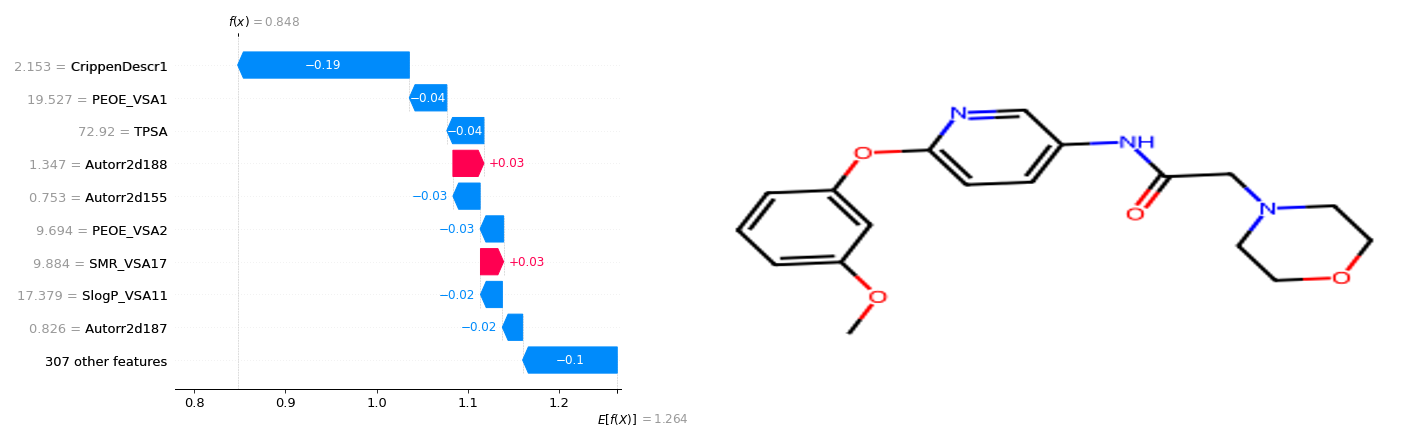 f(x) = 0.848
2.153 = CrippenDescr1
−0.19
19.527 = PEOE_VSA1
−0.04
72.92 = TPSA
−0.04
1.347 = Autorr2d188
+0.03
0.753 = Autorr2d155
−0.03
9.694 = PEOE_VSA2
−0.03
9.884 = SMR_VSA17
+0.03
17.379 = SlogP_VSA11
−0.02
0.826 = Autorr2d187
−0.02
307 other features
−0.1
0.8 0.9 1.0 1.1 1.2
E[f(X)] = 1.264
N
O
NH
O
N
O
O